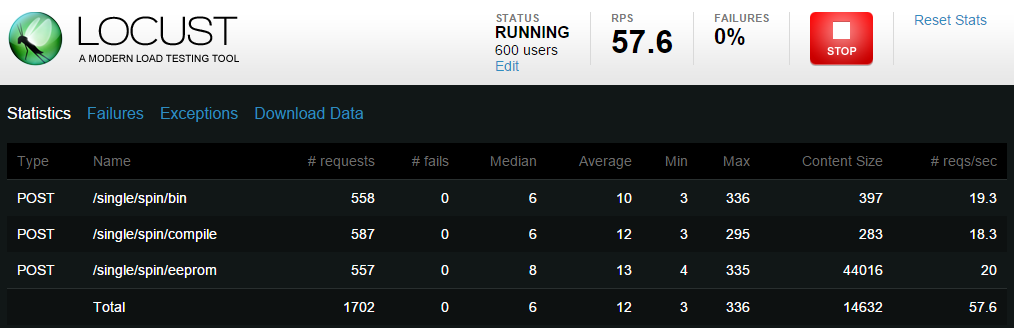 LOCUST
A MODERN LOAD TESTING TOOL
STATUS
RUNNING
600 users
Edit
RPS
57.6
FAILURES
0%
STOP
Reset Stats
Statistics Failures Exceptions Download Data
Type Name # requests # fails Median Average Min Max Content Size # reqs/sec
POST /single/spin/bin 558 0 6 10 3 336 397 19.3
POST /single/spin/compile 587 0 6 12 3 295 283 18.3
POST /single/spin/eeprom 557 0 8 13 4 335 44016 20
Total 1702 0 6 12 3 336 14632 57.6